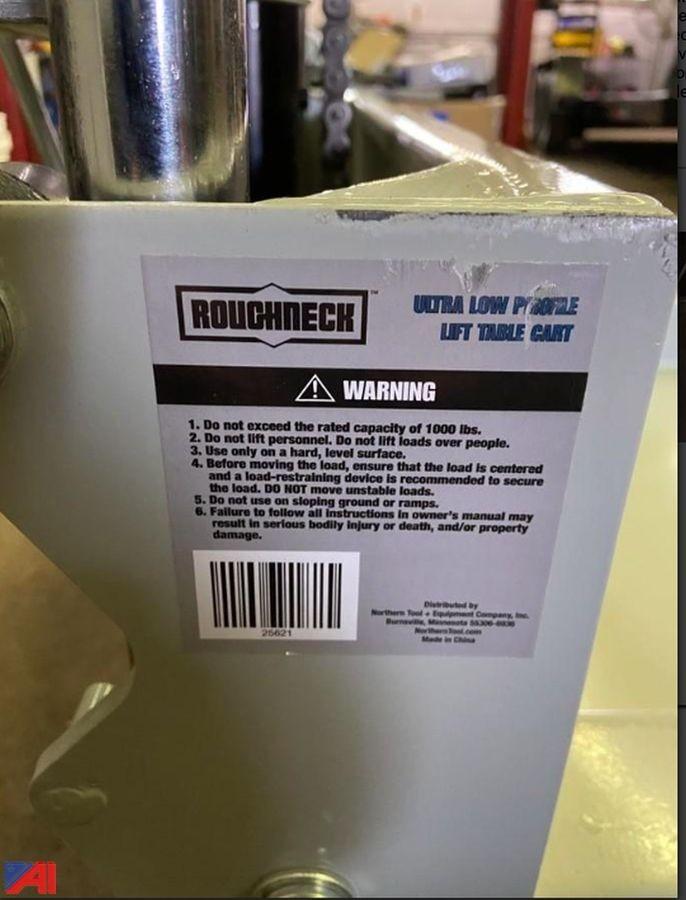 ROUGHNECK™
ULTRA LOW PROFILE
LIFT TABLE CART
WARNING
1. Do not exceed the rated capacity of 1000 lbs.
2. Do not lift personnel. Do not lift loads over people.
3. Use only on a hard, level surface.
4. Before moving the load, ensure that the load is centered
and a load-restraining device is recommended to secure
the load. DO NOT move unstable loads.
5. Do not use on sloping ground or ramps.
6. Failure to follow all instructions in owner's manual may
result in serious bodily injury or death, and/or property
damage.
25621
Distributed by
Northern Tool + Equipment Company, Inc.
Burnsville, Minnesota 55306-6936
NorthernTool.com
Made in China
AI